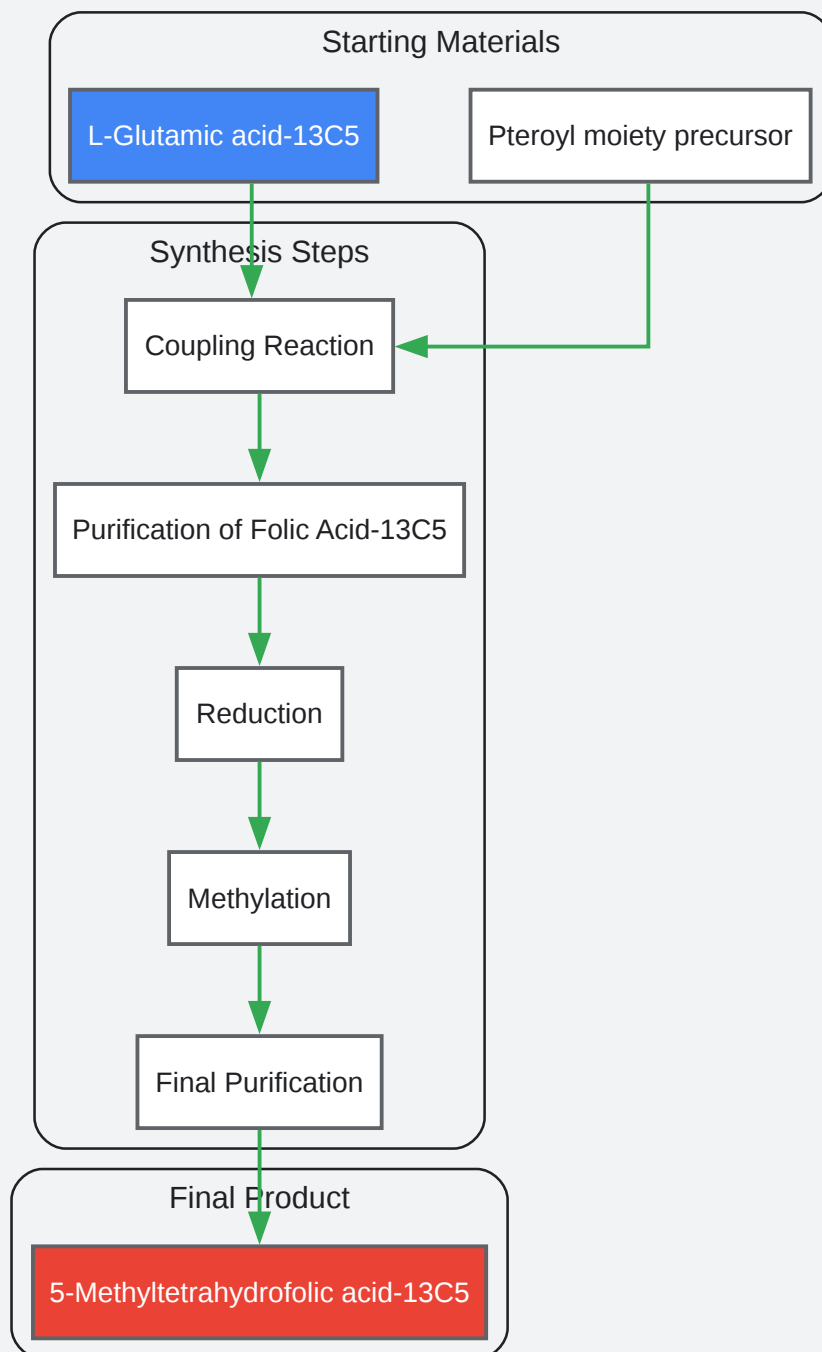 Starting Materials
L-Glutamic acid-13C5
Pteroyl moiety precursor
Synthesis Steps
Coupling Reaction
Purification of Folic Acid-13C5
Reduction
Methylation
Final Purification
Final Product
5-Methyltetrahydrofolic acid-13C5